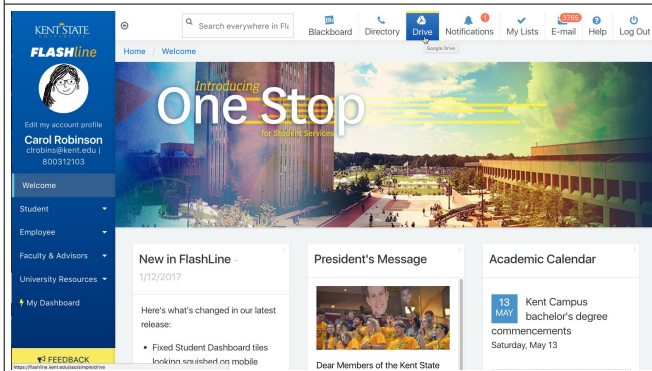 KENT STATE
UNIVERSITY
FLASHline
Edit my account profile
Carol Robinson
clrobins@kent.edu |
800312103
Welcome
Student
Employee
Faculty & Advisors
University Resources
My Dashboard
FEEDBACK
https://flashline.kent.edu/sso/simple/drive
Search everywhere in Fla
Blackboard
Directory
Drive
1
Notifications
My Lists
3765
E-mail
Help
Log Out
Google Drive
Home / Welcome
Introducing
One Stop
for Student Services
New in FlashLine -
1/12/2017
Here's what's changed in our latest
release:
• Fixed Student Dashboard tiles
looking squished on mobile
President's Message
Dear Members of the Kent State
Academic Calendar
13
MAY
Kent Campus
bachelor's degree
commencements
Saturday, May 13